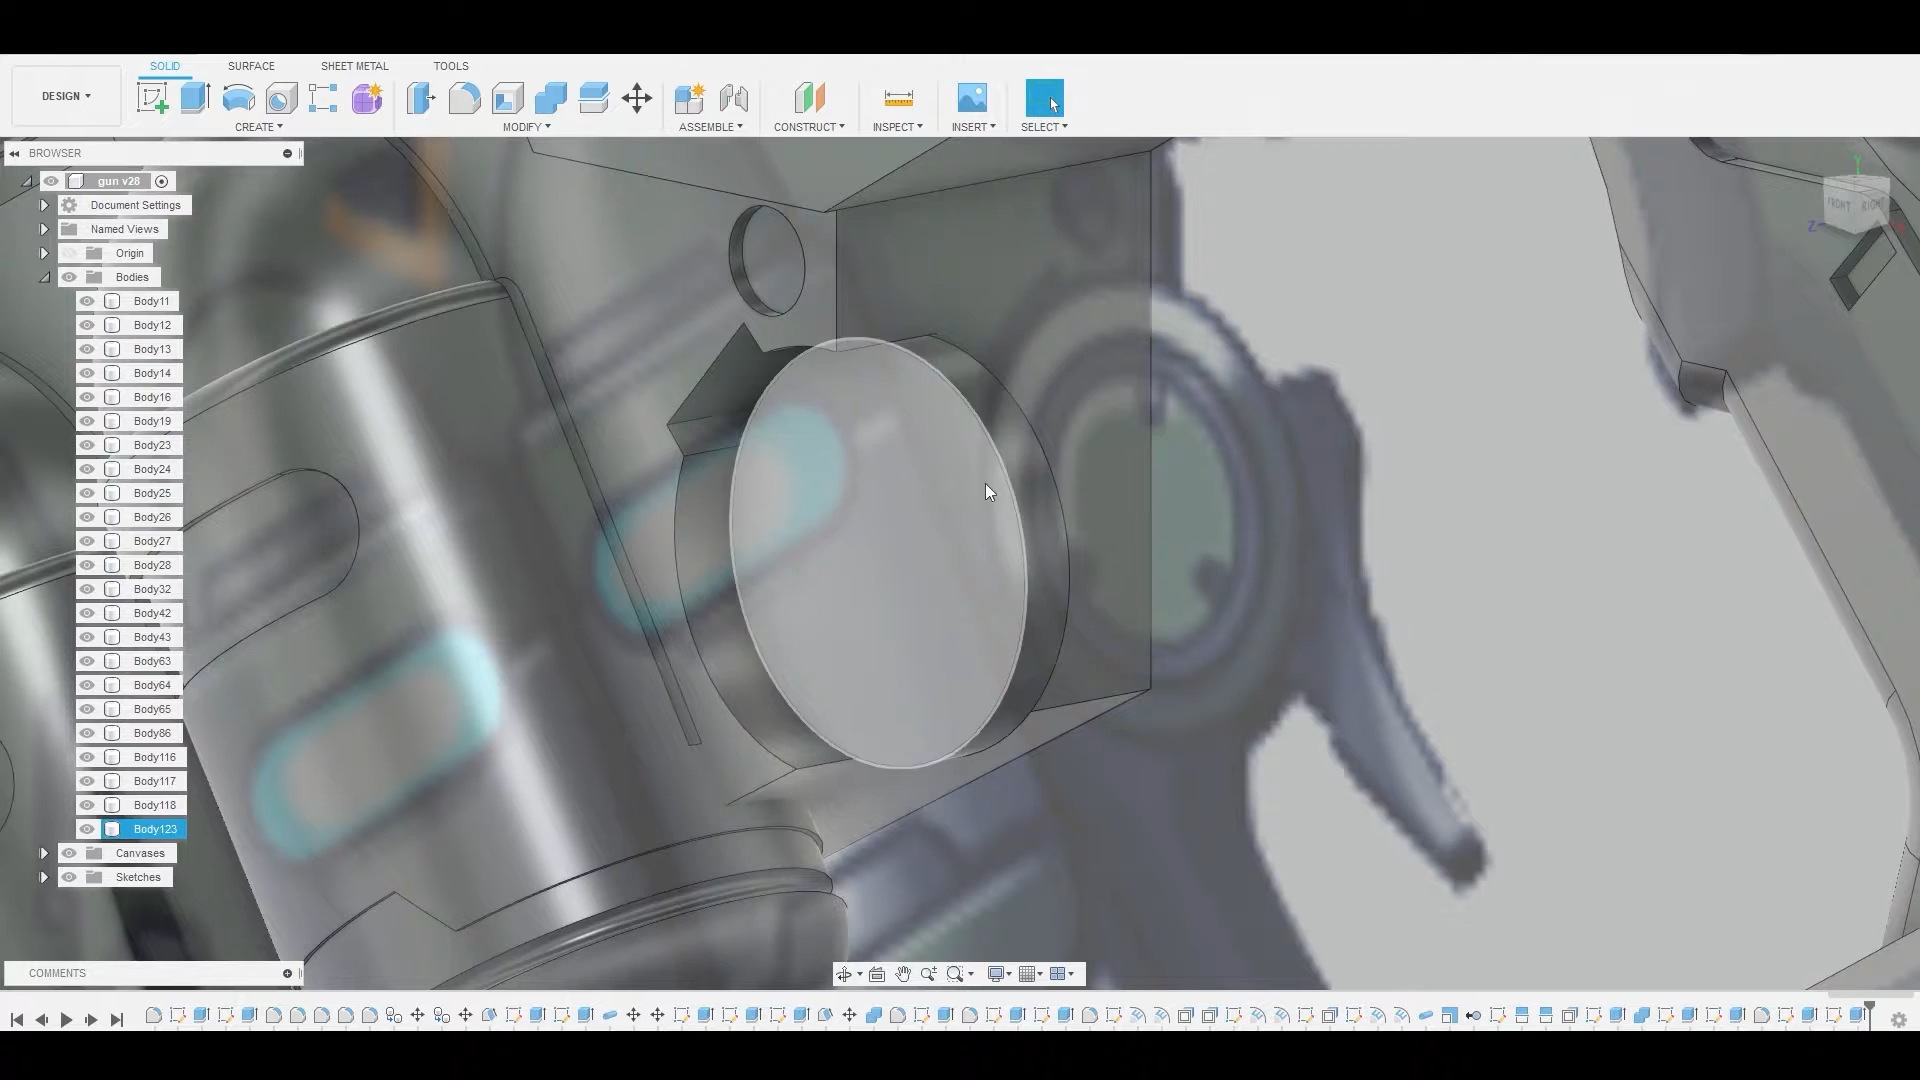 SOLID SURFACE SHEET METAL TOOLS
DESIGN
CREATE MODIFY ASSEMBLE CONSTRUCT INSPECT INSERT SELECT
BROWSER
gun v28
Document Settings
Named Views
Origin
Bodies
Body11
Body12
Body13
Body14
Body16
Body19
Body23
Body24
Body25
Body26
Body27
Body28
Body32
Body42
Body43
Body63
Body64
Body65
Body86
Body116
Body117
Body118
Body123
Canvases
Sketches
COMMENTS
Y
FRONT RIGHT
Z